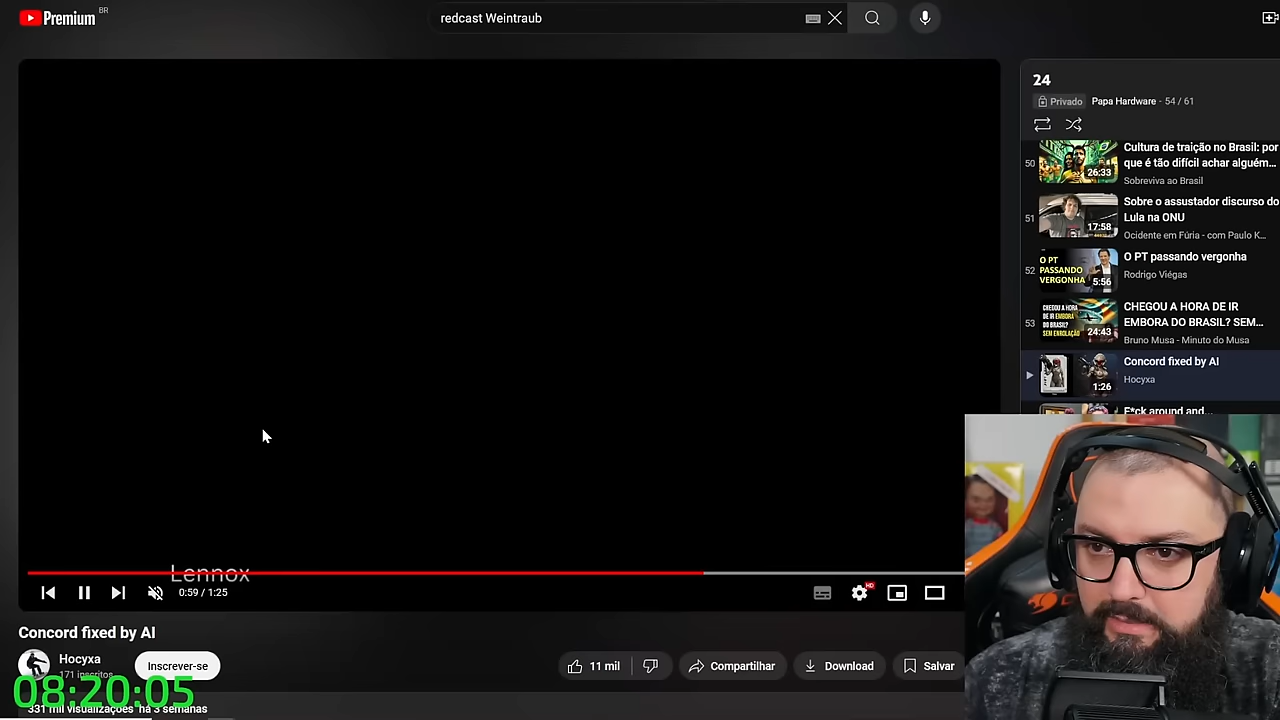 Premium BR
redcast Weintraub
24
Privado Papa Hardware - 54 / 61
50
26:33
Cultura de traição no Brasil: por
que é tão difícil achar alguém...
Sobreviva ao Brasil
51
17:58
Sobre o assustador discurso do
Lula na ONU
Ocidente em Fúria - com Paulo K...
52
O PT
PASSANDO
VERGONHA
5:56
O PT passando vergonha
Rodrigo Viégas
53
CHEGOU A HORA
DE IR EMBORA
DO BRASIL?
SEM ENROLAÇÃO
24:43
CHEGOU A HORA DE IR
EMBORA DO BRASIL? SEM...
Bruno Musa - Minuto do Musa
1:26
Concord fixed by AI
Hocyxa
F*ck around and...
Lennox
0:59 / 1:25
HD
Concord fixed by AI
Hocyxa
171 inscritos
Inscrever-se
11 mil
Compartilhar
Download
Salvar
08:20:05
331 mil visualizações há 3 semanas